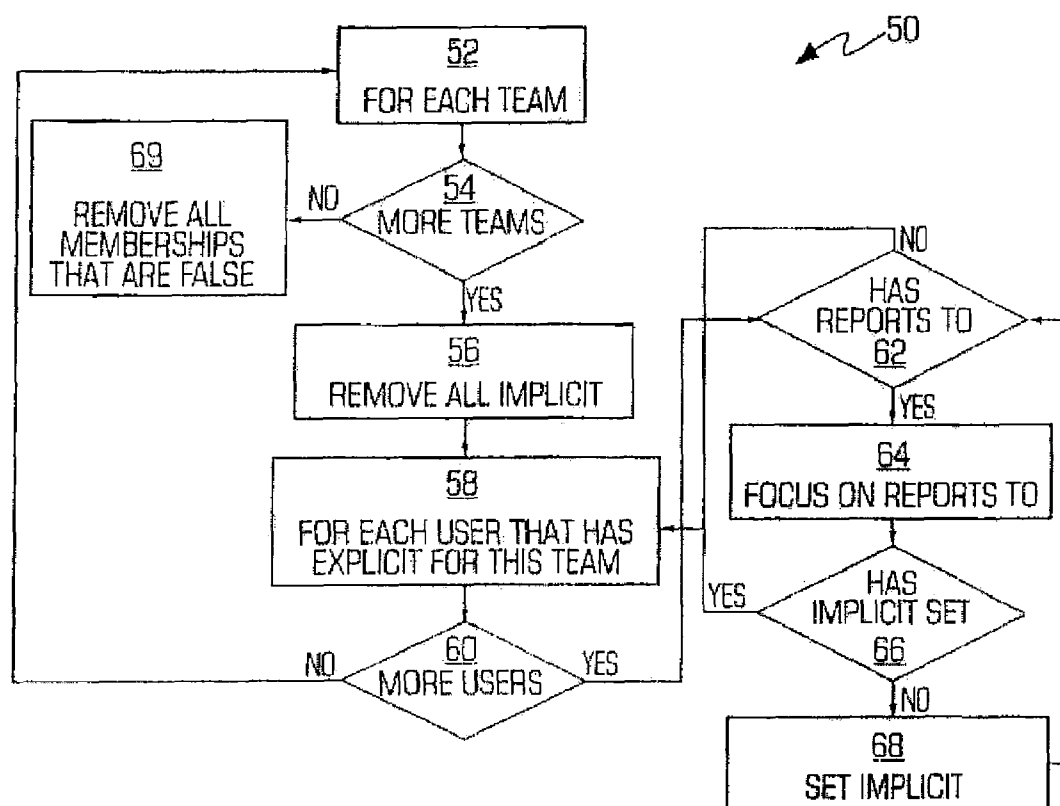 50
52
FOR EACH TEAM
69
REMOVE ALL
MEMBERSHIPS
THAT ARE FALSE
NO
54
MORE TEAMS
YES
56
REMOVE ALL IMPLICIT
58
FOR EACH USER THAT HAS
EXPLICIT FOR THIS TEAM
NO
60
MORE USERS
YES
NO
HAS
REPORTS TO
62
YES
64
FOCUS ON REPORTS TO
YES
HAS
IMPLICIT SET
66
NO
68
SET IMPLICIT